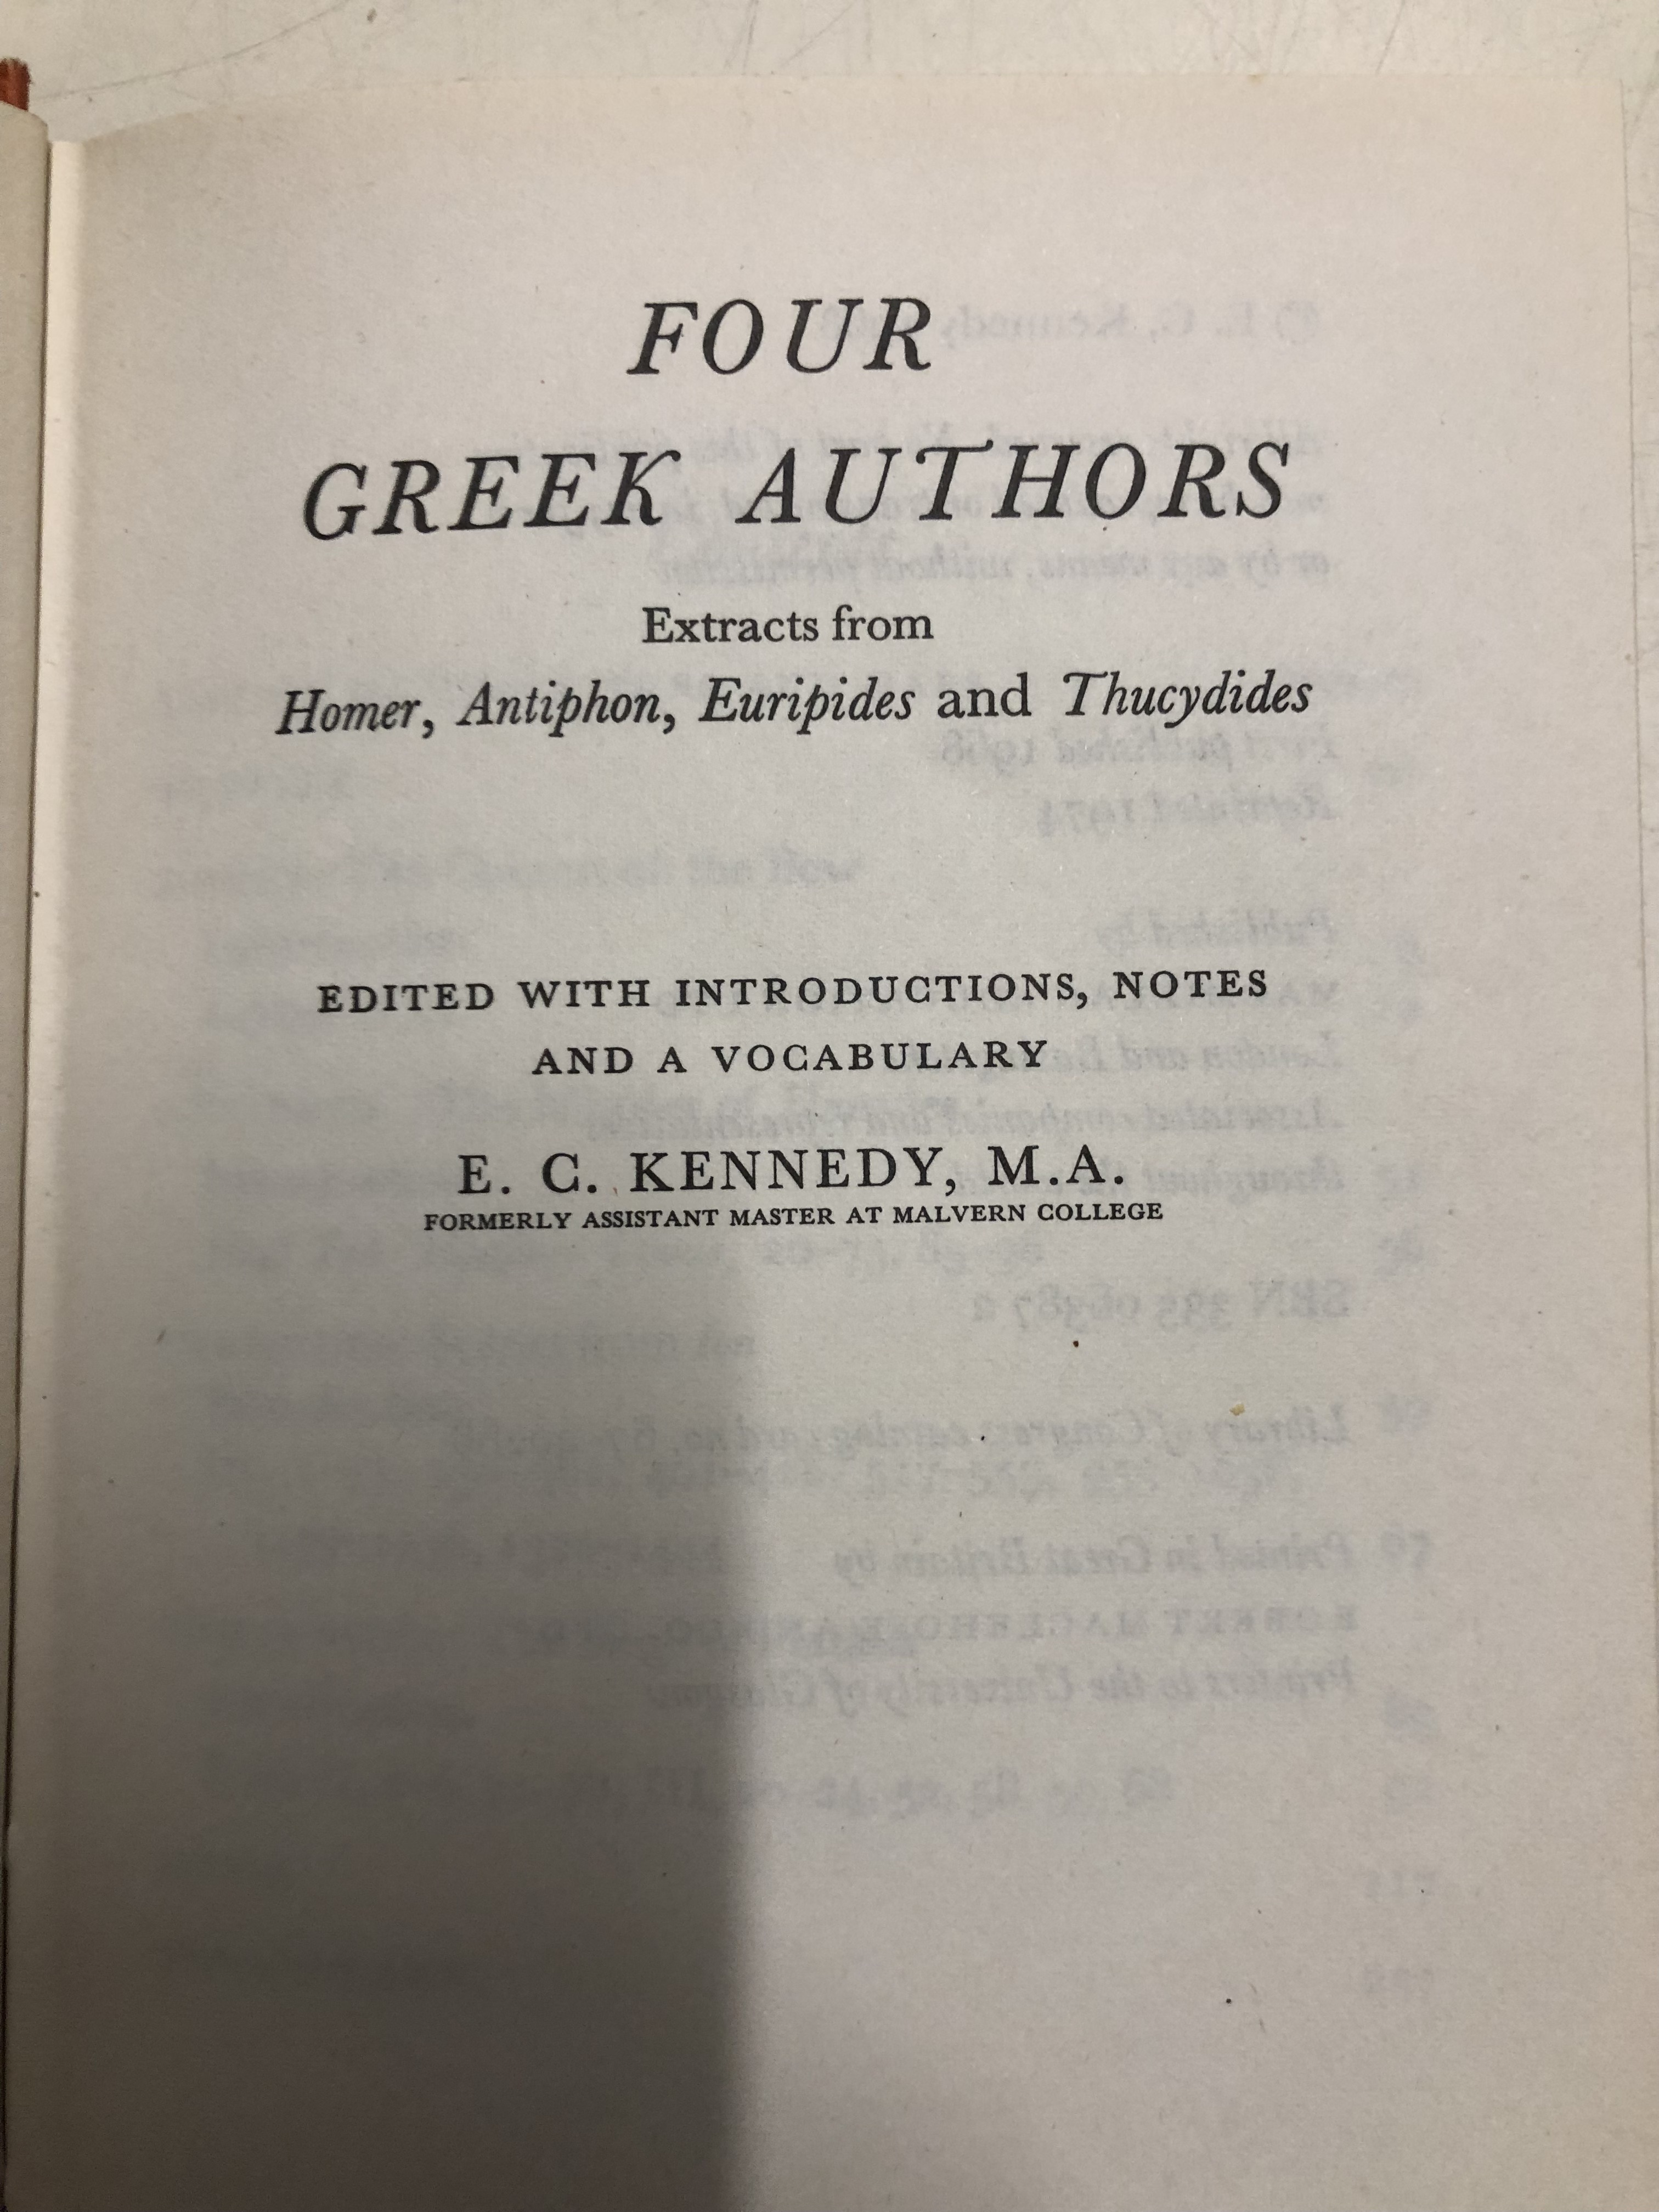 FOUR
GREEK AUTHORS
Extracts from
Homer, Antiphon, Euripides and Thucydides
EDITED WITH INTRODUCTIONS, NOTES
AND A VOCABULARY
E. C. KENNEDY, M.A.
FORMERLY ASSISTANT MASTER AT MALVERN COLLEGE